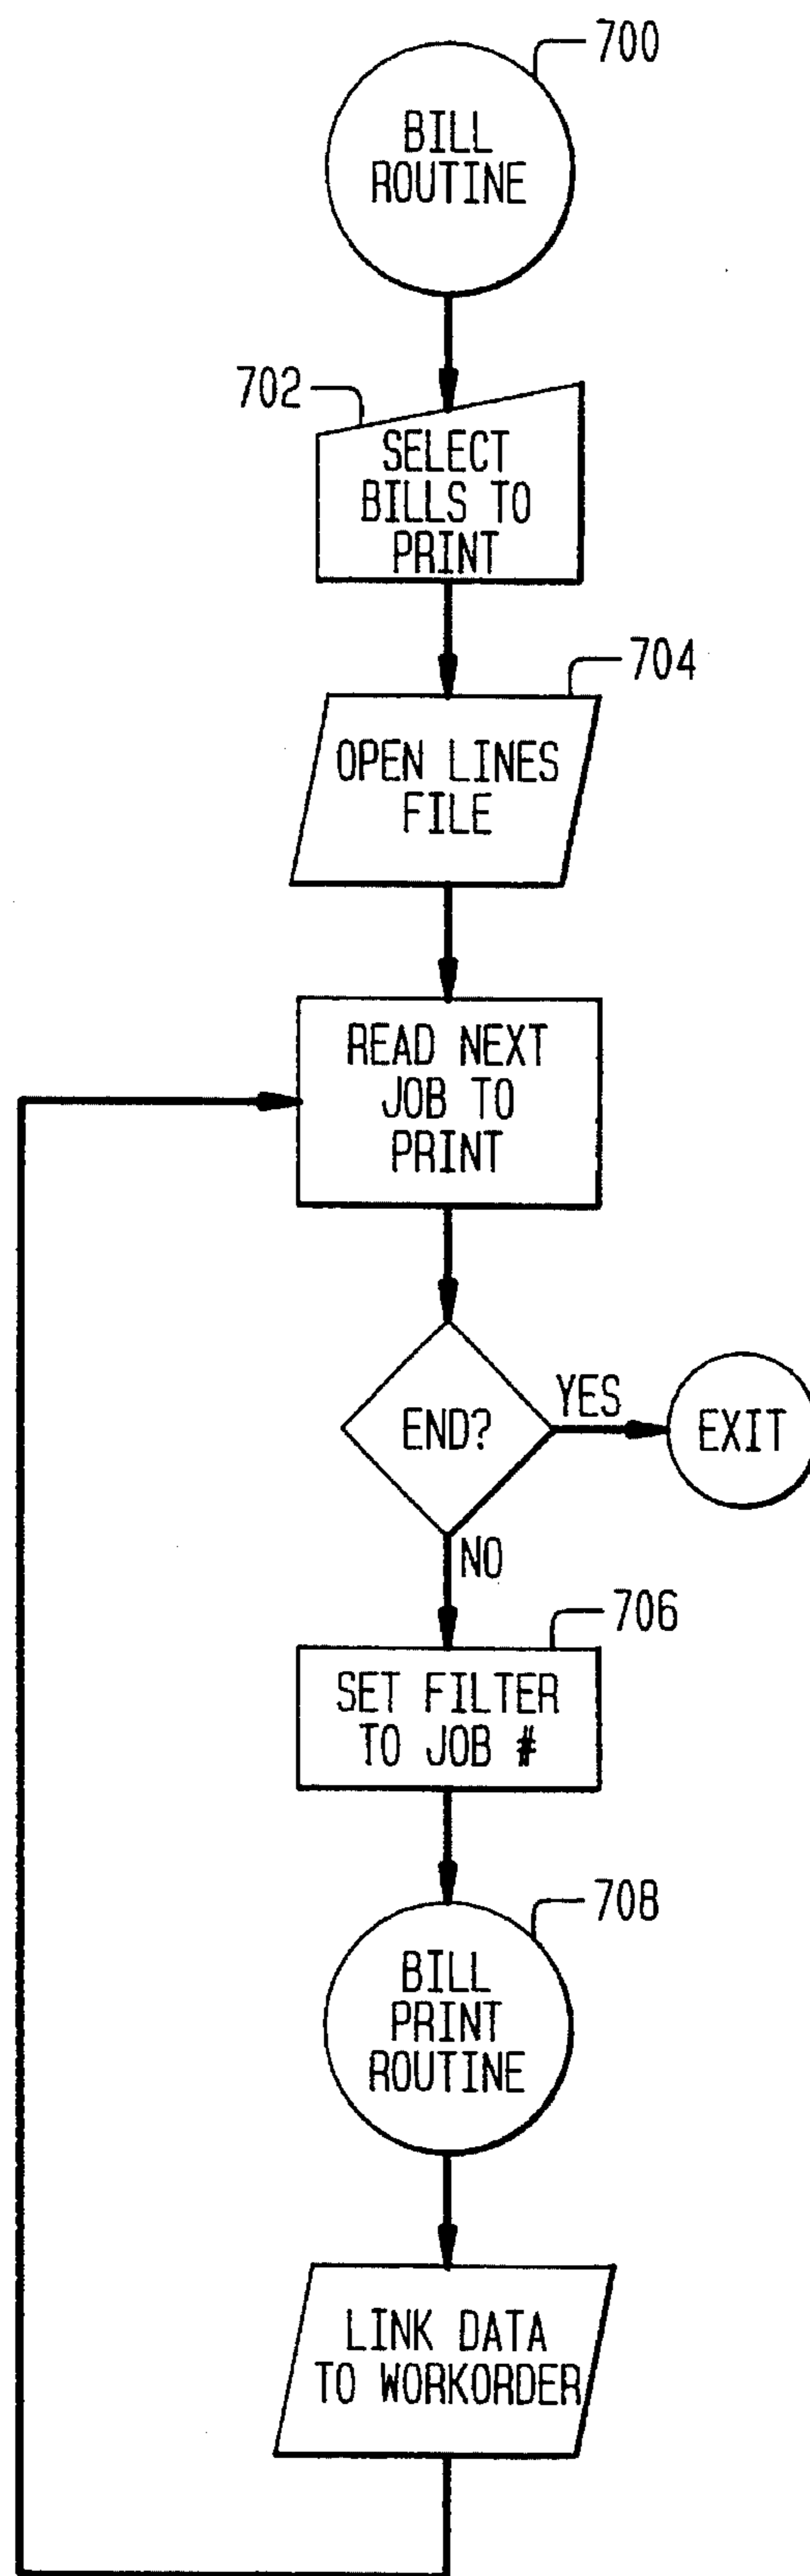 700
BILL
ROUTINE
702
SELECT
BILLS TO
PRINT
704
OPEN LINES
FILE
READ NEXT
JOB TO
PRINT
END?
YES
EXIT
NO
706
SET FILTER
TO JOB #
708
BILL
PRINT
ROUTINE
LINK DATA
TO WORKORDER